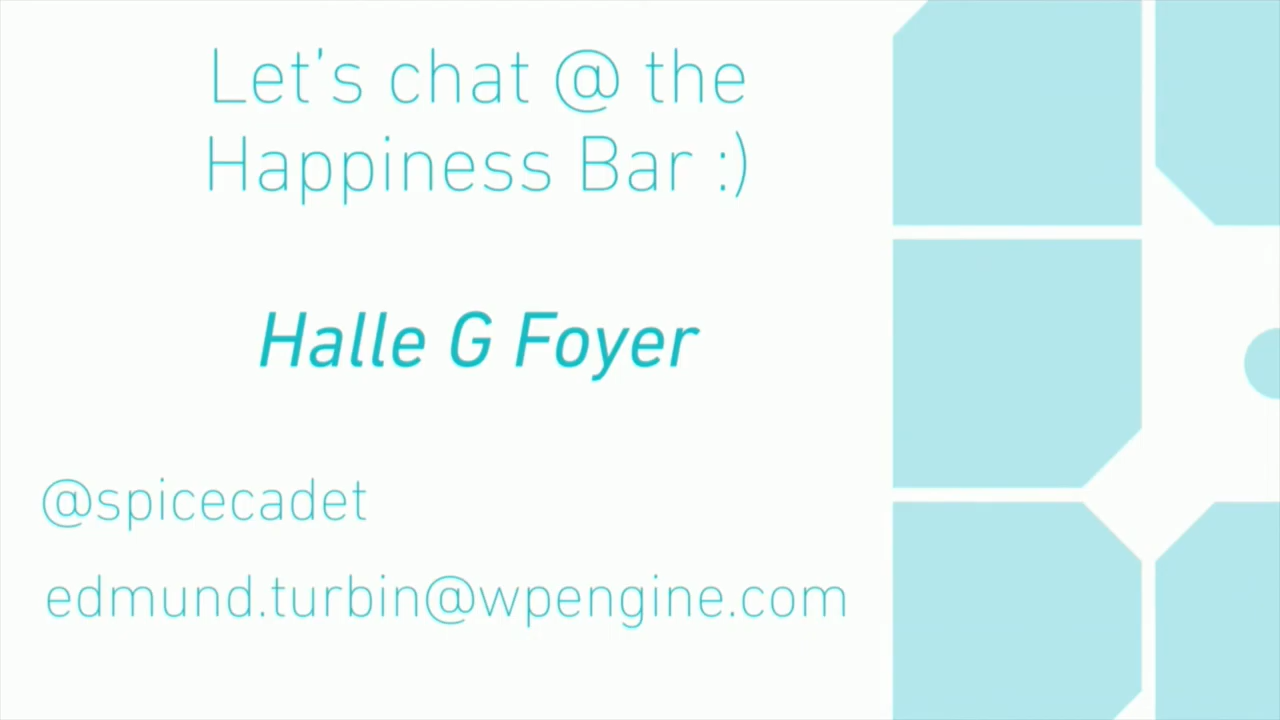 Let's chat @ the
Happiness Bar :)
Halle G Foyer
@spicecadet
edmund.turbin@wpengine.com